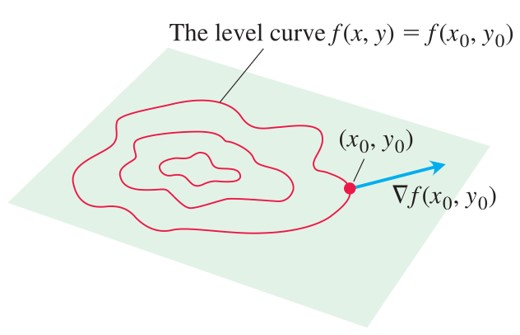 The level curve f(x, y) = f(x₀, y₀)
(x₀, y₀)
∇f(x₀, y₀)